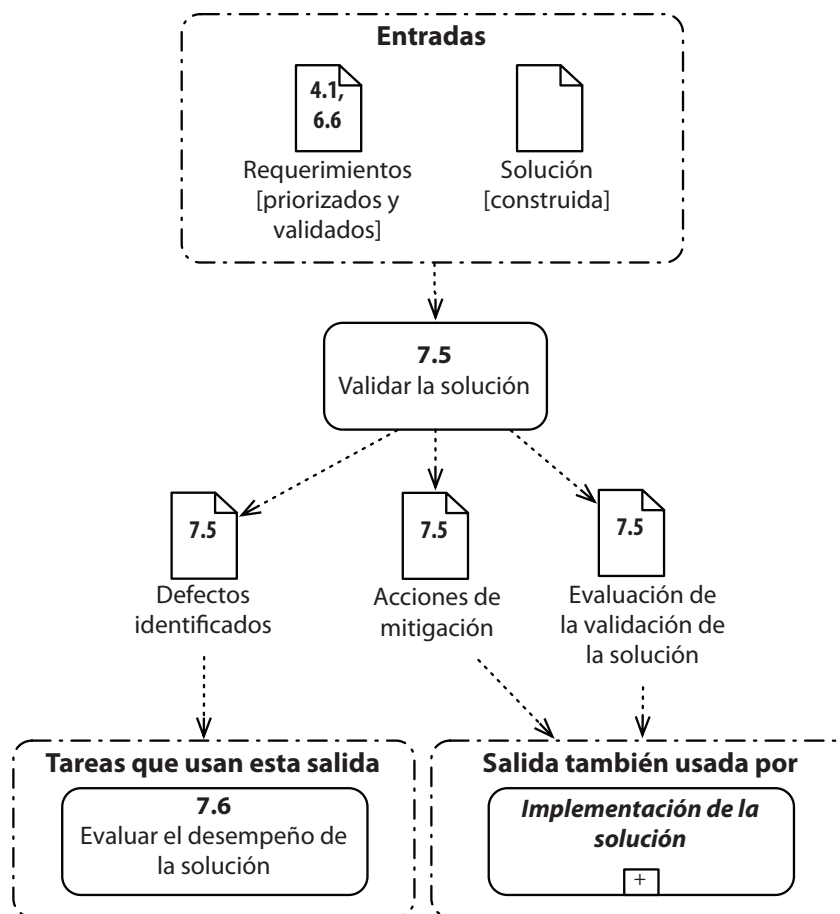 Entradas
4.1,
6.6
Requerimientos
[priorizados y
validados]
Solución
[construida]
7.5
Validar la solución
7.5
Defectos
identificados
7.5
Acciones de
mitigación
7.5
Evaluación de
la validación de
la solución
Tareas que usan esta salida
7.6
Evaluar el desempeño de
la solución
Salida también usada por
Implementación de la
solución
+